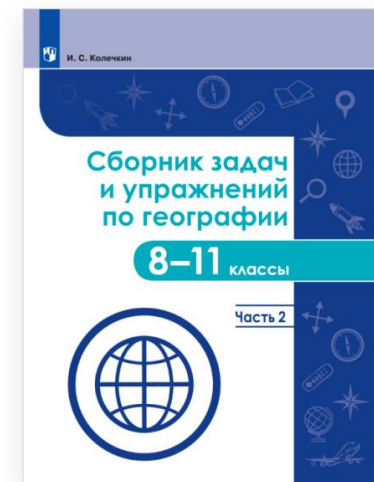 И. С. Колечкин
Сборник задач
и упражнений
по географии
8–11 классы
Часть 2